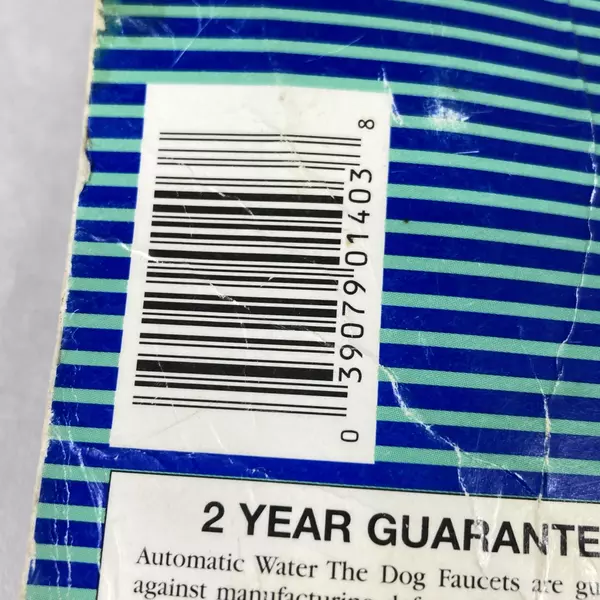 0 39079 01403 8
2 YEAR GUARANTE
Automatic Water The Dog Faucets are gu
against manufacturing